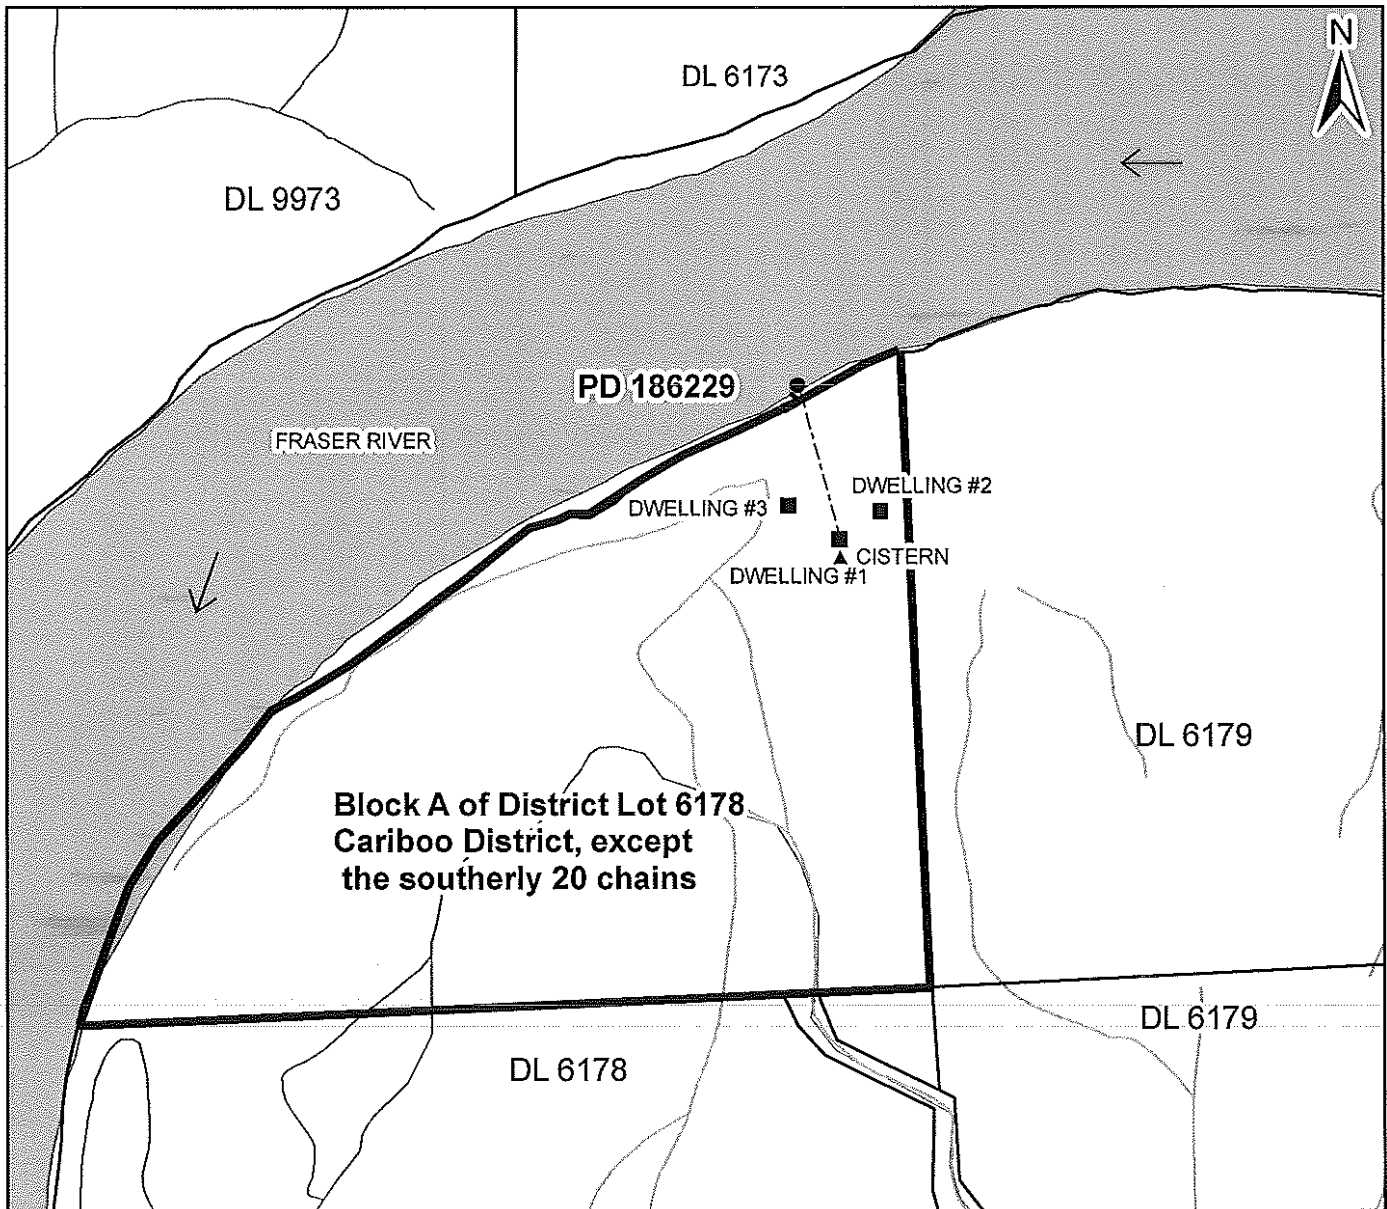 N
DL 6173
DL 9973
PD 186229
FRASER RIVER
DWELLING #2
DWELLING #3
CISTERN
DWELLING #1
DL 6179
Block A of District Lot 6178
Cariboo District, except
the southerly 20 chains
DL 6179
DL 6178